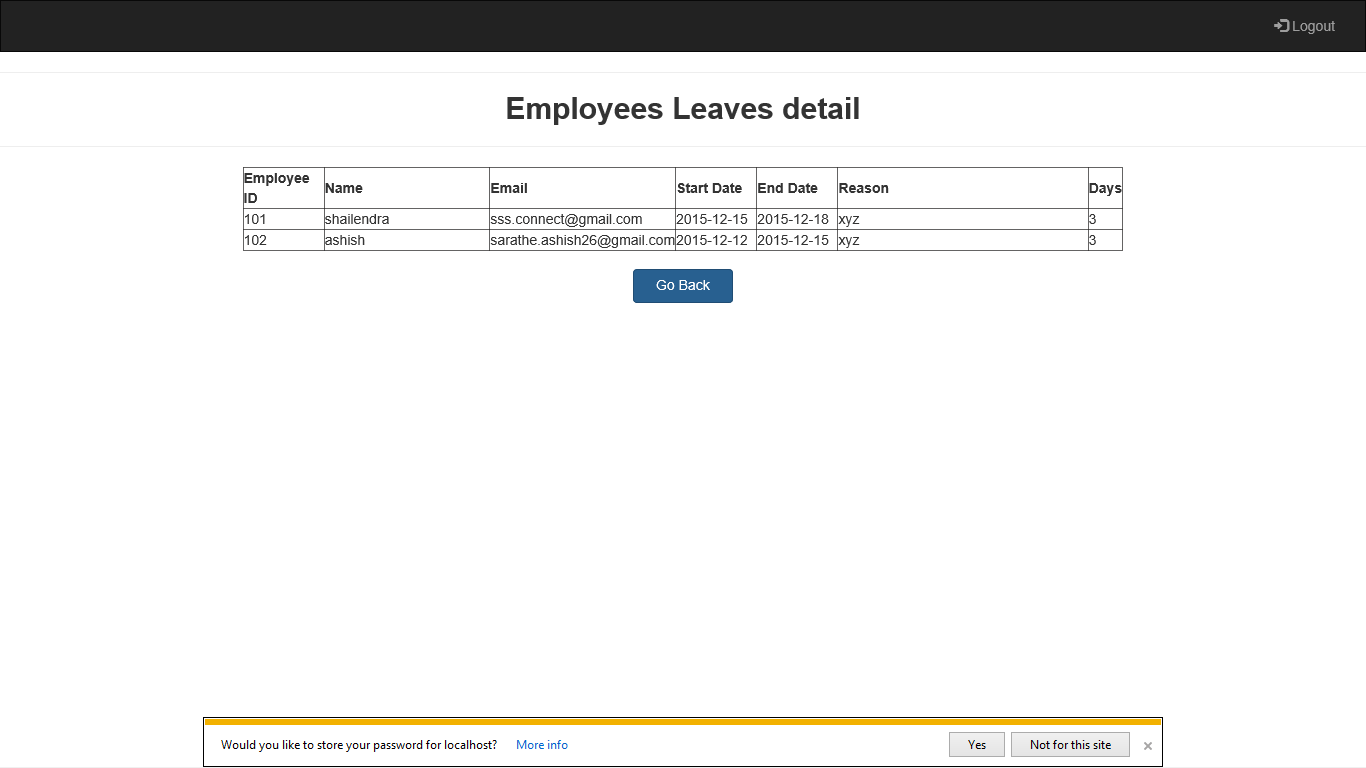 Logout
Employees Leaves detail
Employee ID Name Email Start Date End Date Reason Days
101 shailendra sss.connect@gmail.com 2015-12-15 2015-12-18 xyz 3
102 ashish sarathe.ashish26@gmail.com 2015-12-12 2015-12-15 xyz 3
Go Back
Would you like to store your password for localhost? More info Yes Not for this site ×